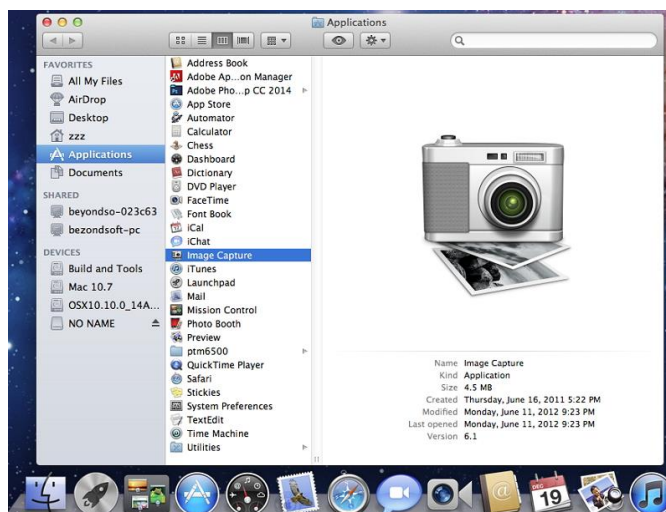 Applications
FAVORITES
All My Files
AirDrop
Desktop
zzz
Applications
Documents
SHARED
beyondso-023c63
bezondsoft-pc
DEVICES
Build and Tools
Mac 10.7
OSX10.10.0_14A...
NO NAME
Address Book
Adobe Ap...on Manager
Adobe Pho...p CC 2014
App Store
Automator
Calculator
Chess
Dashboard
Dictionary
DVD Player
FaceTime
Font Book
iCal
iChat
Image Capture
iTunes
Launchpad
Mail
Mission Control
Photo Booth
Preview
ptm6500
QuickTime Player
Safari
Stickies
System Preferences
TextEdit
Time Machine
Utilities
Name Image Capture
Kind Application
Size 4.5 MB
Created Thursday, June 16, 2011 5:22 PM
Modified Monday, June 11, 2012 9:23 PM
Last opened Monday, June 11, 2012 9:23 PM
Version 6.1
DEC
19